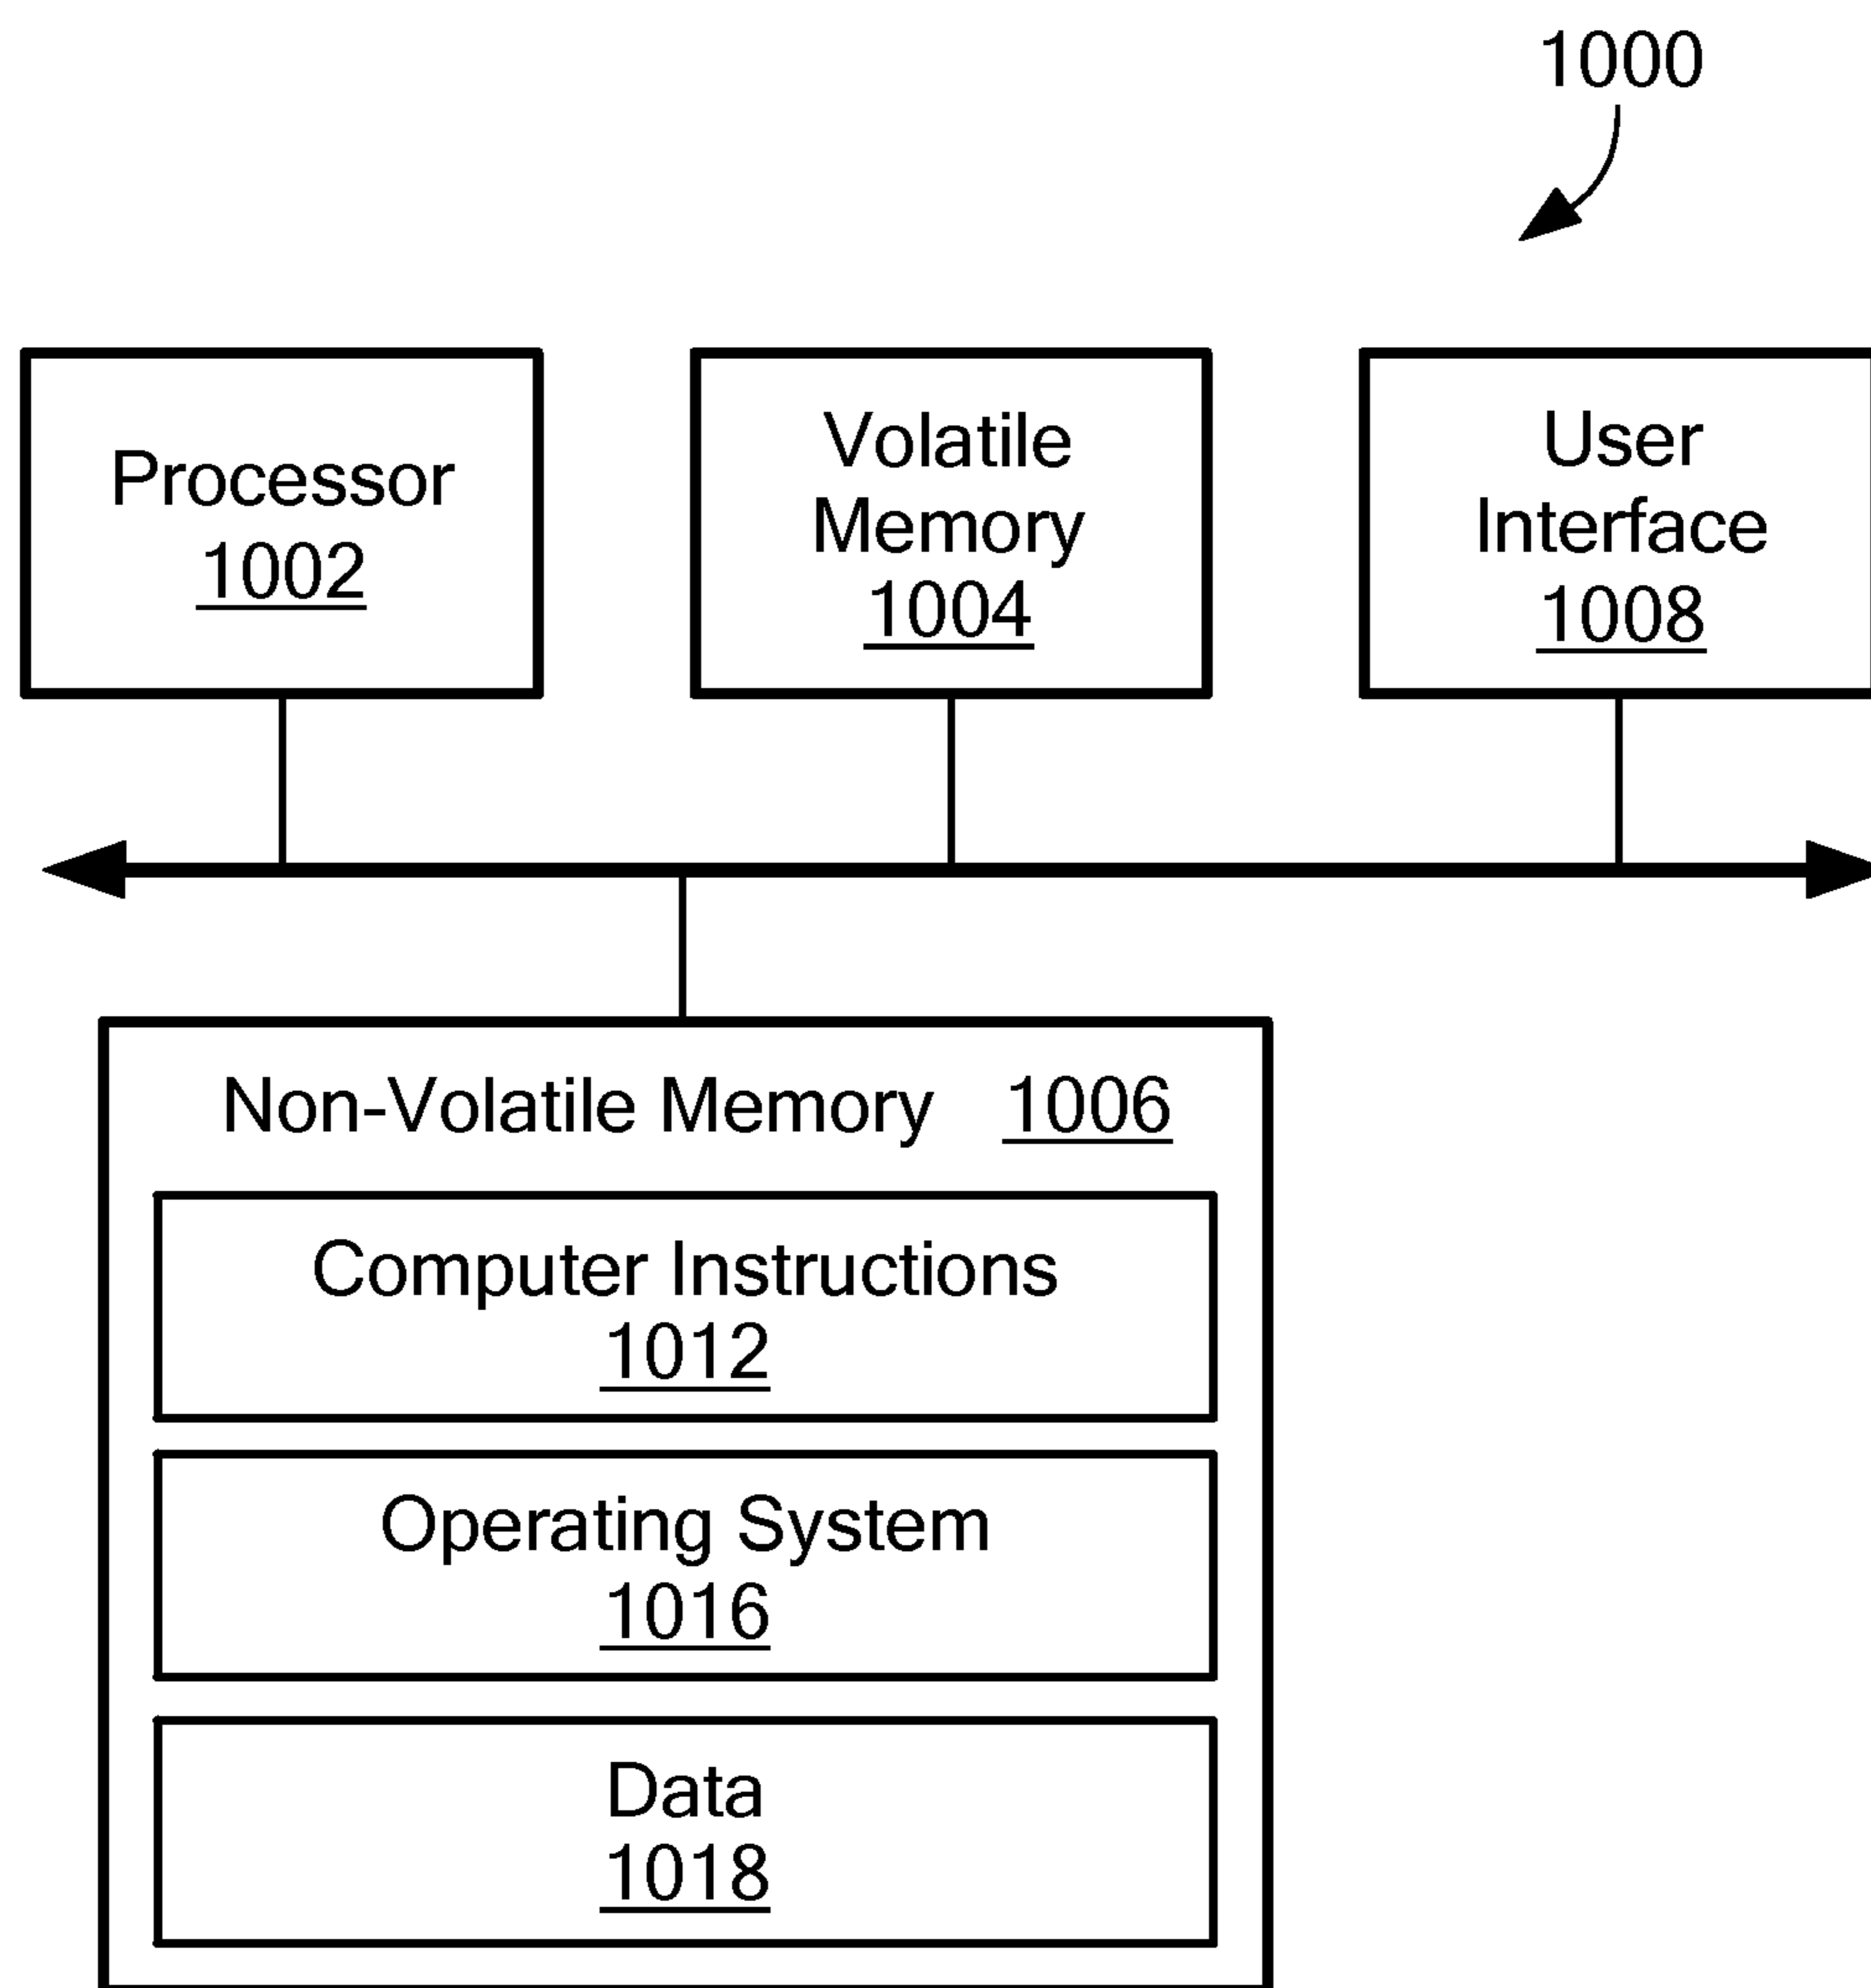 1000
Processor
1002
Volatile
Memory
1004
User
Interface
1008
Non-Volatile Memory 1006
Computer Instructions
1012
Operating System
1016
Data
1018